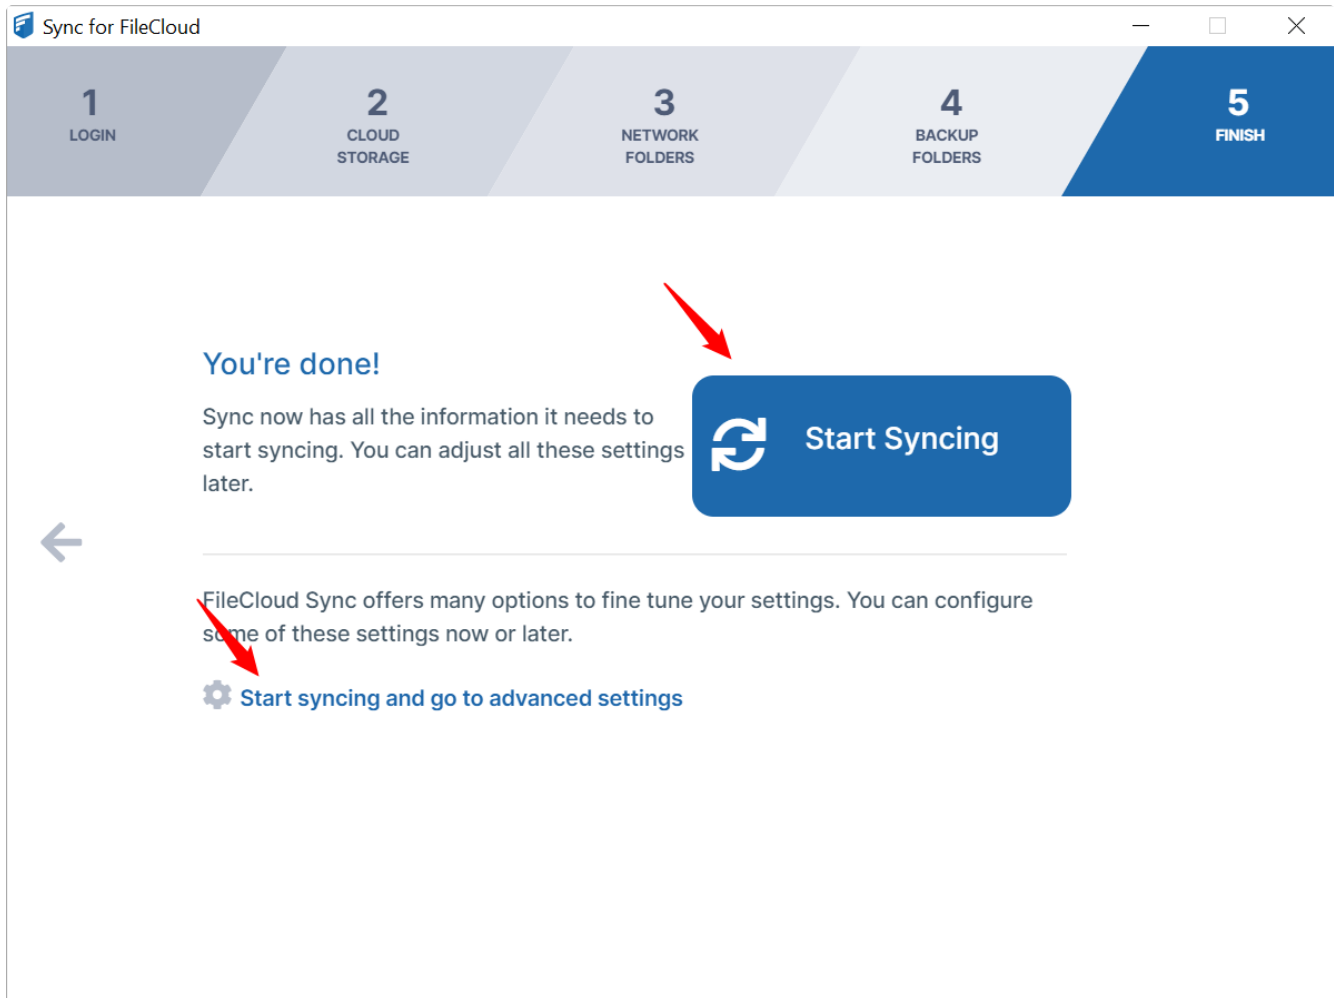 Sync for FileCloud
1
LOGIN
2
CLOUD
STORAGE
3
NETWORK
FOLDERS
4
BACKUP
FOLDERS
5
FINISH
You're done!
Sync now has all the information it needs to
start syncing. You can adjust all these settings
later.
Start Syncing
FileCloud Sync offers many options to fine tune your settings. You can configure
some of these settings now or later.
Start syncing and go to advanced settings